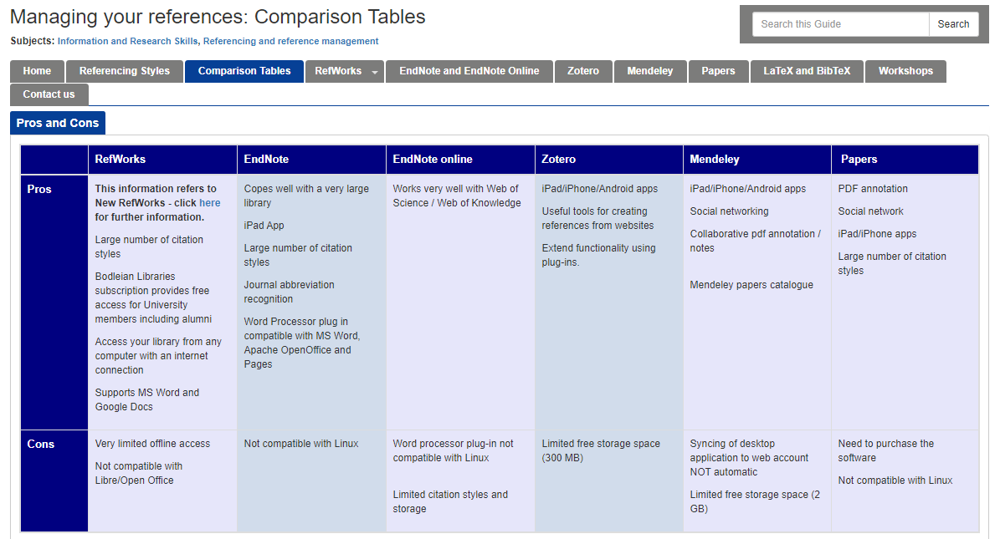 Managing your references: Comparison Tables
Subjects: Information and Research Skills, Referencing and reference management
Search this Guide
Search
Home
Referencing Styles
Comparison Tables
RefWorks
EndNote and EndNote Online
Zotero
Mendeley
Papers
LaTeX and BibTeX
Workshops
Contact us
Pros and Cons
RefWorks
EndNote
EndNote online
Zotero
Mendeley
Papers
Pros
This information refers to
New RefWorks - click here
for further information.
Large number of citation
styles
Bodleian Libraries
subscription provides free
access for University
members including alumni
Access your library from any
computer with an internet
connection
Supports MS Word and
Google Docs
Copes well with a very large
library
iPad App
Large number of citation
styles
Journal abbreviation
recognition
Word Processor plug in
compatible with MS Word,
Apache OpenOffice and
Pages
Works very well with Web of
Science / Web of Knowledge
iPad/iPhone/Android apps
Useful tools for creating
references from websites
Extend functionality using
plug-ins.
iPad/iPhone/Android apps
Social networking
Collaborative pdf annotation /
notes
Mendeley papers catalogue
PDF annotation
Social network
iPad/iPhone apps
Large number of citation
styles
Cons
Very limited offline access
Not compatible with
Libre/Open Office
Not compatible with Linux
Word processor plug-in not
compatible with Linux
Limited citation styles and
storage
Limited free storage space
(300 MB)
Syncing of desktop
application to web account
NOT automatic
Limited free storage space (2
GB)
Need to purchase the
software
Not compatible with Linux